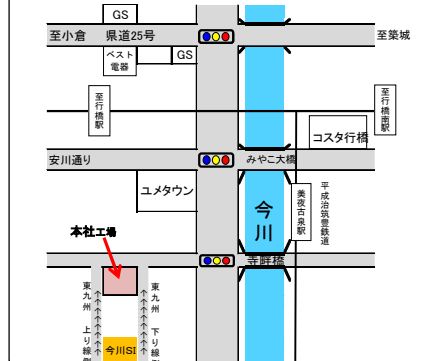 GS
至小倉 県道25号
至築城
ベスト
電器
GS
至行橋駅
至行橋南駅
コスタ行橋
安川通り
みやこ大橋
ユメタウン
今川
美夜古泉駅
平成治筑豊鉄道
本社工場
寺畔橋
東九州 上り線側
東九州 下り線側
今川SI